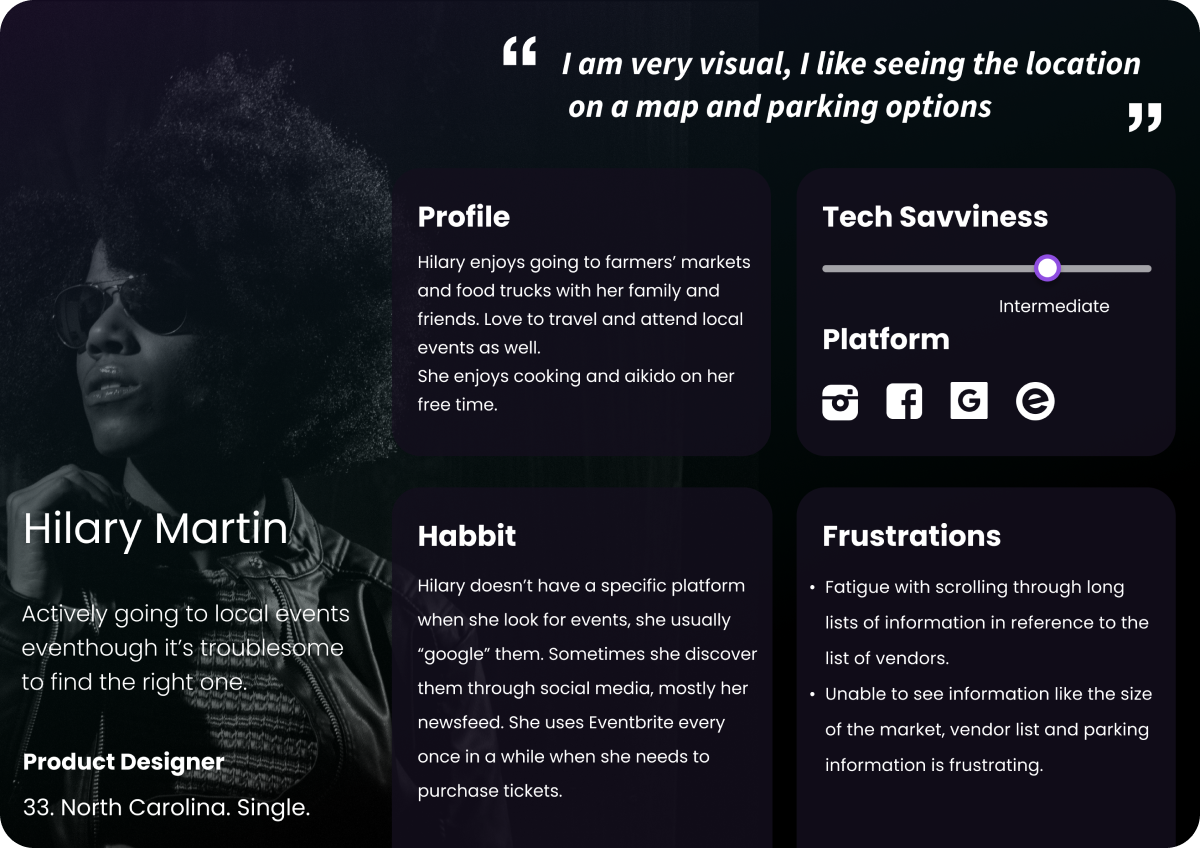 “ I am very visual, I like seeing the location
on a map and parking options ”
Profile
Hilary enjoys going to farmers’ markets
and food trucks with her family and
friends. Love to travel and attend local
events as well.
She enjoys cooking and aikido on her
free time.
Tech Savviness
Intermediate
Platform
Hilary Martin
Actively going to local events
eventhough it’s troublesome
to find the right one.
Product Designer
33. North Carolina. Single.
Habbit
Hilary doesn’t have a specific platform
when she look for events, she usually
“google” them. Sometimes she discover
them through social media, mostly her
newsfeed. She uses Eventbrite every
once in a while when she needs to
purchase tickets.
Frustrations
• Fatigue with scrolling through long
lists of information in reference to the
list of vendors.
• Unable to see information like the size
of the market, vendor list and parking
information is frustrating.